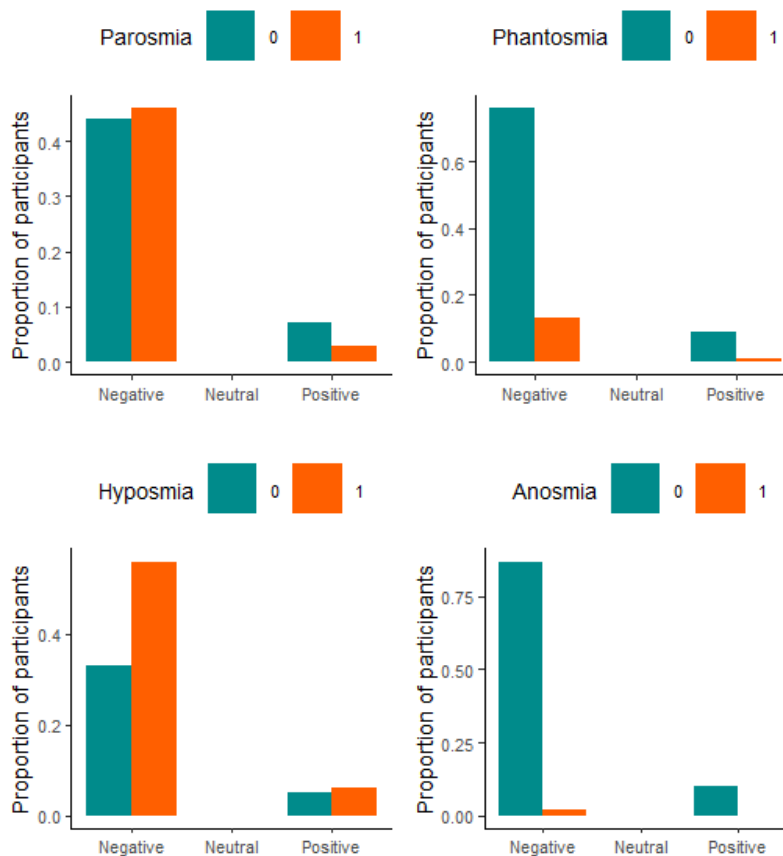 Parosmia 0 1
Proportion of participants
0.4
0.3
0.2
0.1
0.0
Negative Neutral Positive
Phantosmia 0 1
Proportion of participants
0.6
0.4
0.2
0.0
Negative Neutral Positive
Hyposmia 0 1
Proportion of participants
0.4
0.2
0.0
Negative Neutral Positive
Anosmia 0 1
Proportion of participants
0.75
0.50
0.25
0.00
Negative Neutral Positive